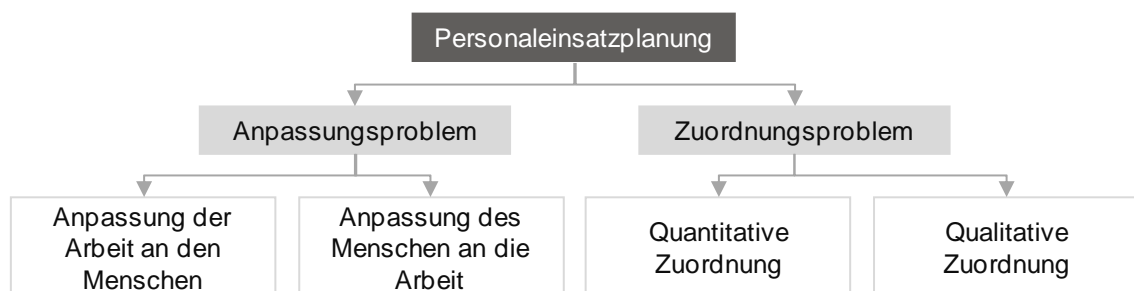 Personaleinsatzplanung
Anpassungsproblem
Zuordnungsproblem
Anpassung der
Arbeit an den
Menschen
Anpassung des
Menschen an die
Arbeit
Quantitative
Zuordnung
Qualitative
Zuordnung